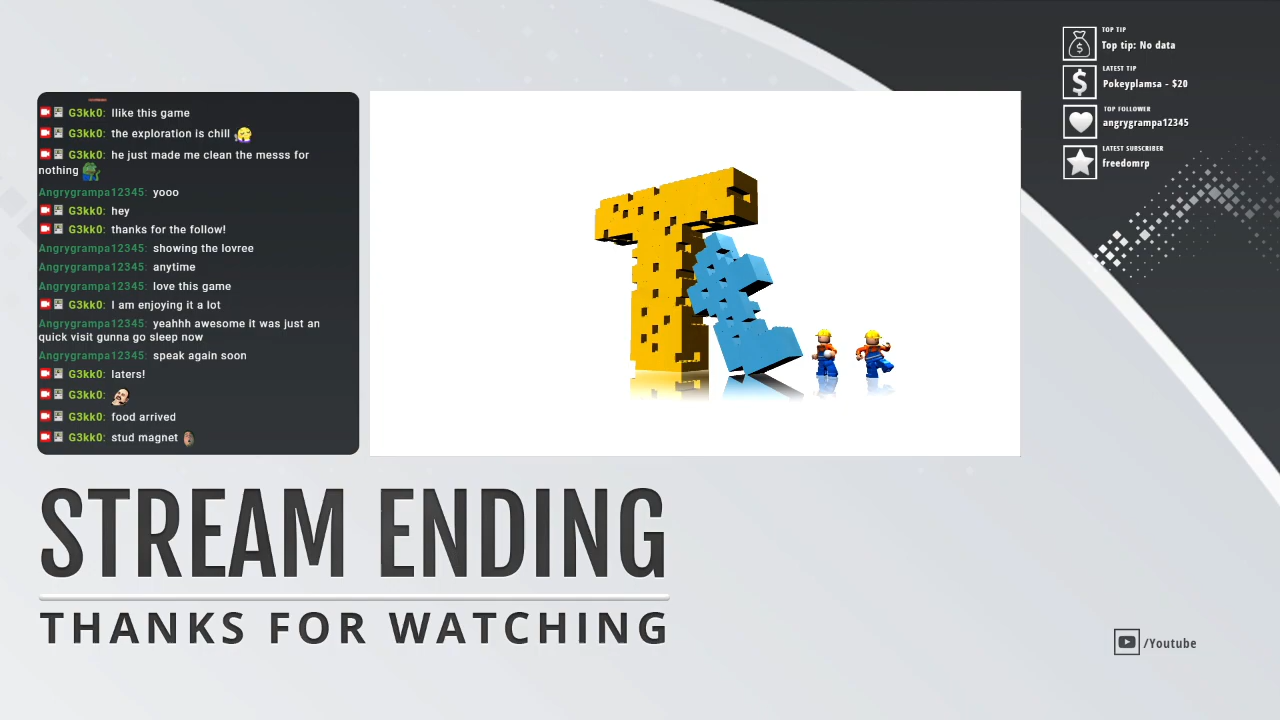 G3kk0: Ilike this game
G3kk0: the exploration is chill
G3kk0: he just made me clean the messs for
nothing
Angrygrampa12345: yooo
G3kk0: hey
G3kk0: thanks for the follow!
Angrygrampa12345: showing the lovree
Angrygrampa12345: anytime
Angrygrampa12345: love this game
G3kk0: I am enjoying it a lot
Angrygrampa12345: yeahhh awesome it was just an
quick visit gunna go sleep now
Angrygrampa12345: speak again soon
G3kk0: laters!
G3kk0:
G3kk0: food arrived
G3kk0: stud magnet
TT
TOP TIP
Top tip: No data
LATEST TIP
Pokeyplamsa - $20
TOP FOLLOWER
angrygrampa12345
LATEST SUBSCRIBER
freedomrp
STREAM ENDING
THANKS FOR WATCHING
/Youtube